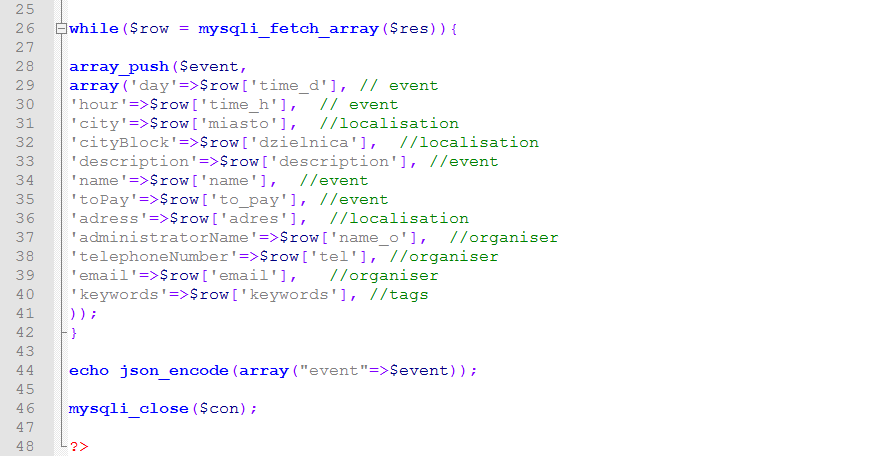 25
26 while($row = mysqli_fetch_array($res)){
27
28 array_push($event,
29 array('day'=>$row['time_d'], // event
30 'hour'=>$row['time_h'],  // event
31 'city'=>$row['miasto'],  //localisation
32 'cityBlock'=>$row['dzielnica'],  //localisation
33 'description'=>$row['description'], //event
34 'name'=>$row['name'],  //event
35 'toPay'=>$row['to_pay'], //event
36 'adress'=>$row['adres'],  //localisation
37 'administratorName'=>$row['name_o'],  //organiser
38 'telephoneNumber'=>$row['tel'], //organiser
39 'email'=>$row['email'],   //organiser
40 'keywords'=>$row['keywords'], //tags
41 ));
42 }
43
44 echo json_encode(array("event"=>$event));
45
46 mysqli_close($con);
47
48 ?>